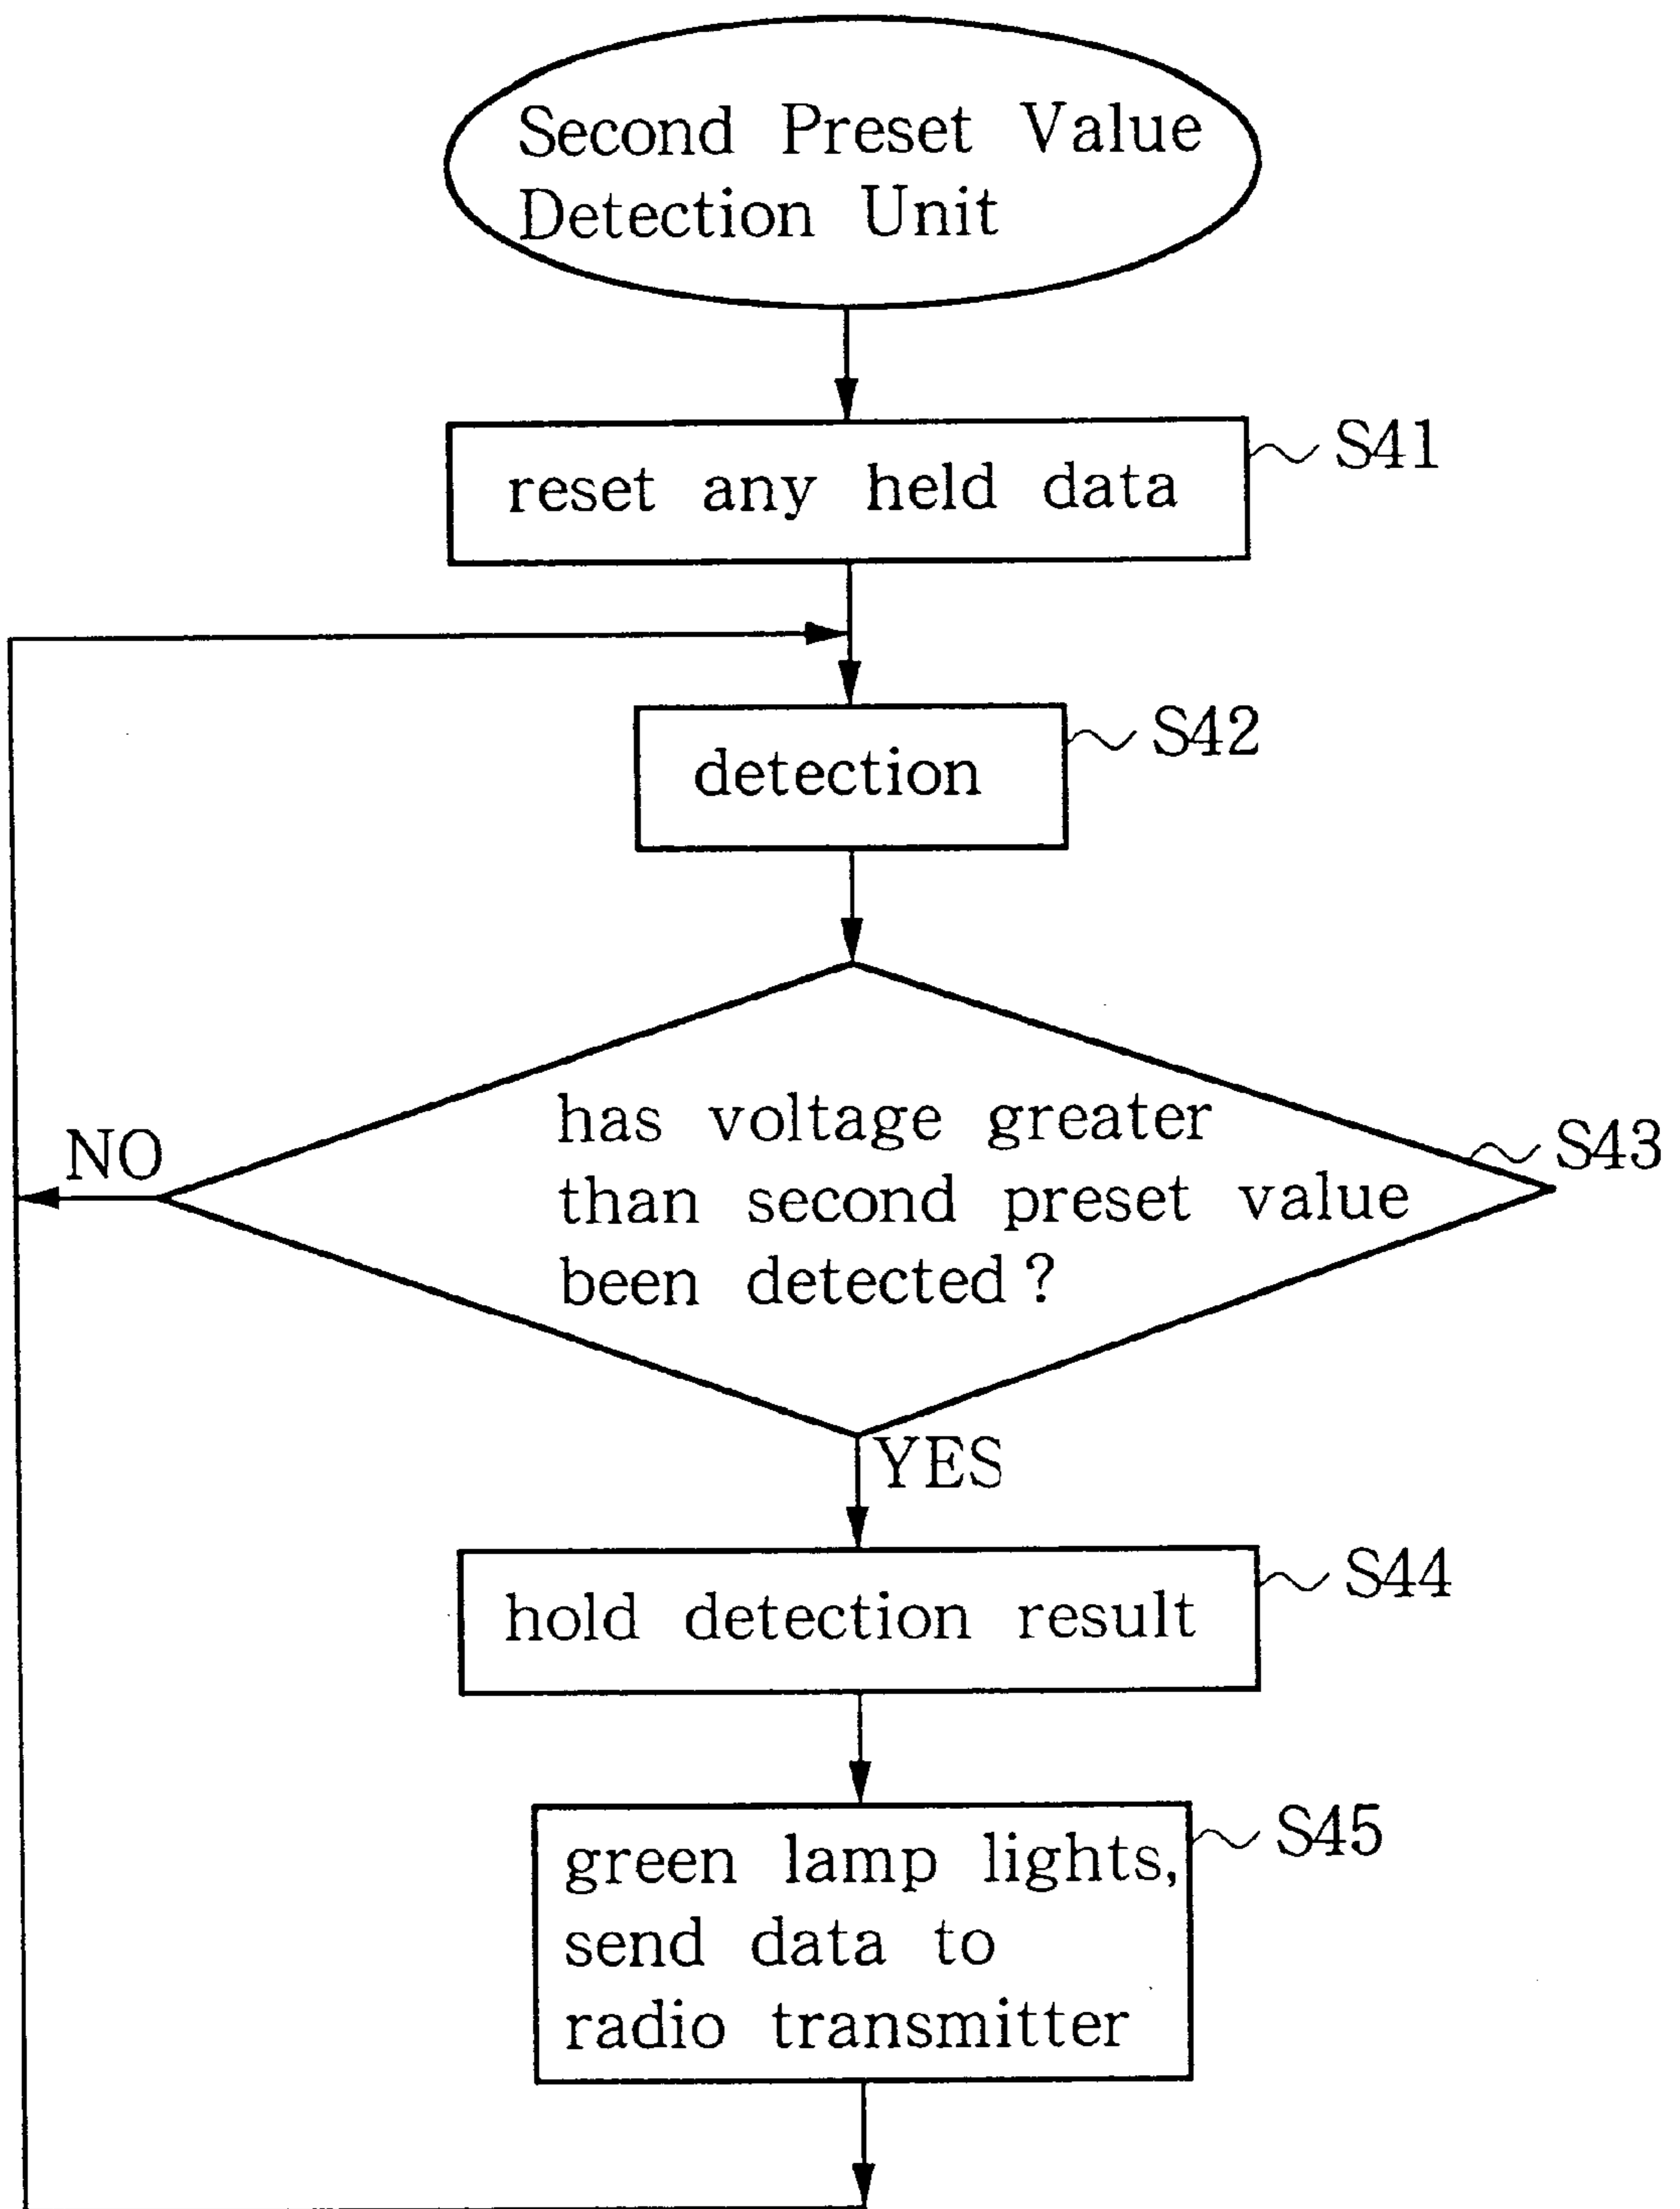 Second Preset Value
Detection Unit
reset any held data
S41
detection
S42
has voltage greater
than second preset value
been detected?
S43
NO
YES
hold detection result
S44
green lamp lights,
send data to
radio transmitter
S45